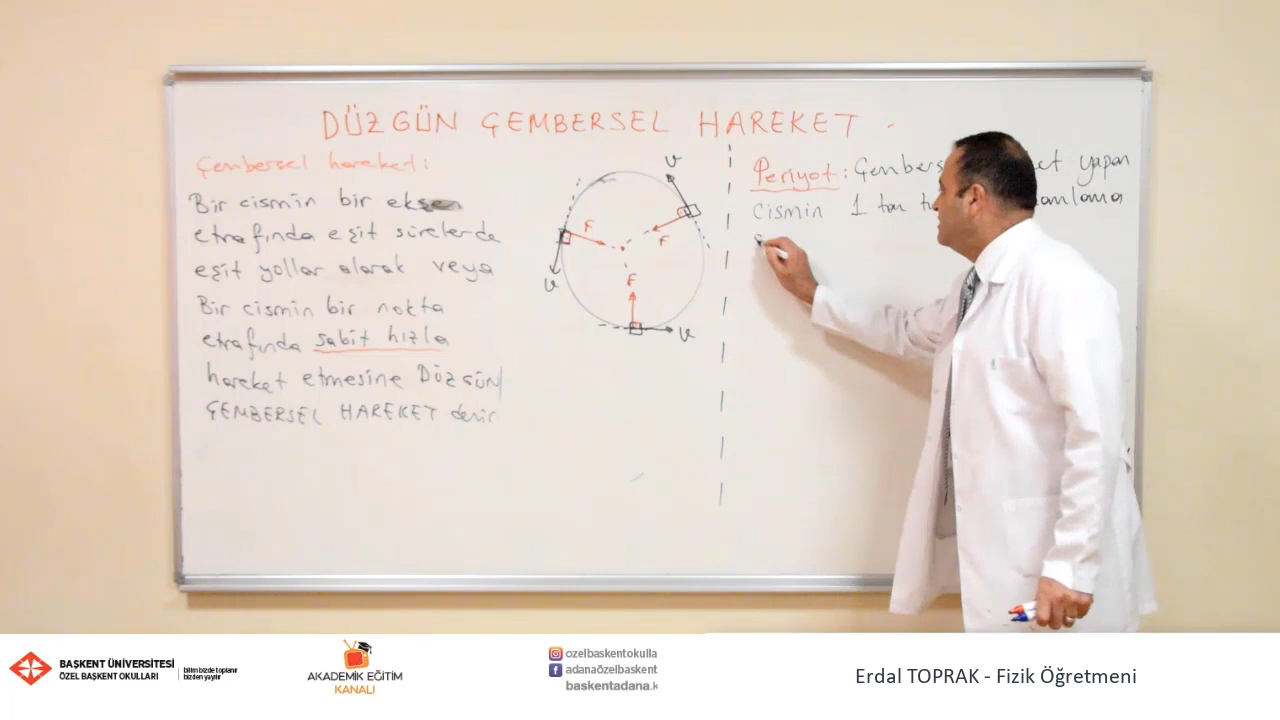 DÜZGÜN ÇEMBERSEL HAREKET
Çembersel hareket:
Bir cismin bir eksen
etrafında eşit sürelerde
eşit yollar alarak veya
Bir cismin bir nokta
etrafında sabit hızla
hareket etmesine DÜZGÜN
ÇEMBERSEL HAREKET denir
v
F
v
F
F
v
Periyot: yapan
cismin 1 tam
BAŞKENT ÜNİVERSİTESİ
ÖZEL BAŞKENT OKULLARI
bilim bizde toplanır
bizden yayılır
AKADEMİK EĞİTİM
KANALI
ozelbaskentokulla
adanaözelbaskent
baskentadana.k
Erdal TOPRAK - Fizik Öğretmeni